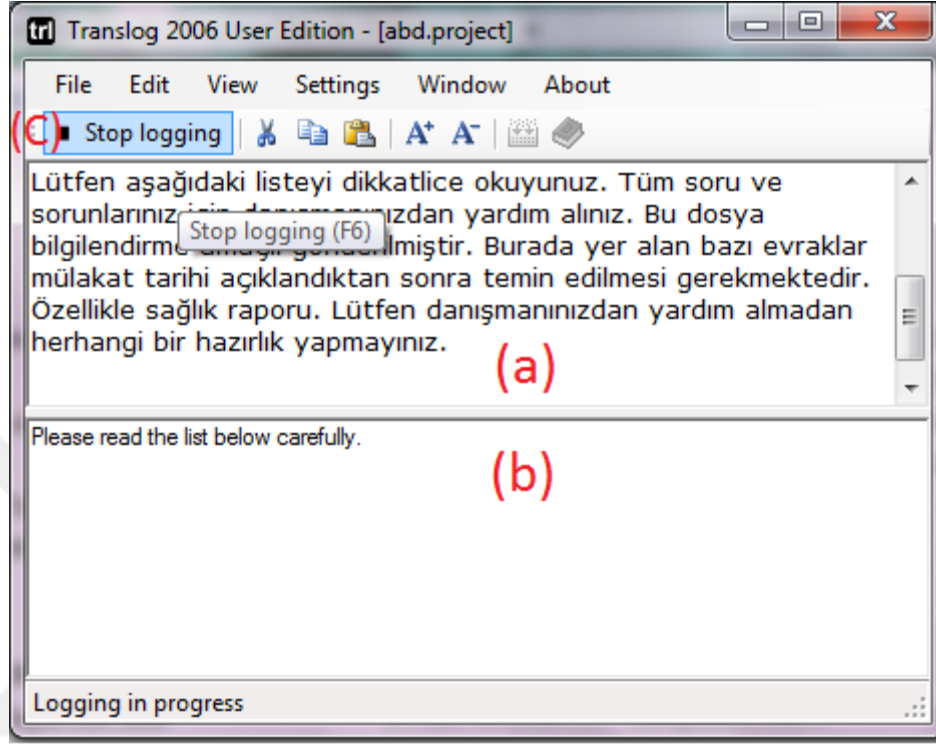 trl Translog 2006 User Edition - [abd.project]
File Edit View Settings Window About
(C) Stop logging A+ A-
Lütfen aşağıdaki listeyi dikkatlice okuyunuz. Tüm soru ve
sorunlarınız için danışmanınızdan yardım alınız. Bu dosya
Stop logging (F6)
bilgilendirme amaçlı gönderilmiştir. Burada yer alan bazı evraklar
mülakat tarihi açıklandıktan sonra temin edilmesi gerekmektedir.
Özellikle sağlık raporu. Lütfen danışmanınızdan yardım almadan
herhangi bir hazırlık yapmayınız.
(a)
Please read the list below carefully.
(b)
Logging in progress